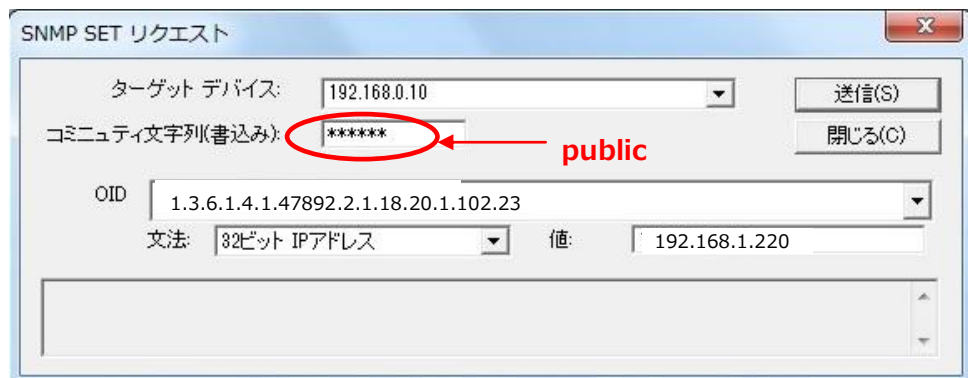 SNMP SET リクエスト
ターゲット デバイス: 192.168.0.10 送信(S)
コミニュティ文字列(書込み): ****** 閉じる(C)
public
OID 1.3.6.1.4.1.47892.2.1.18.20.1.102.23
文法: 32ビット IPアドレス 値: 192.168.1.220